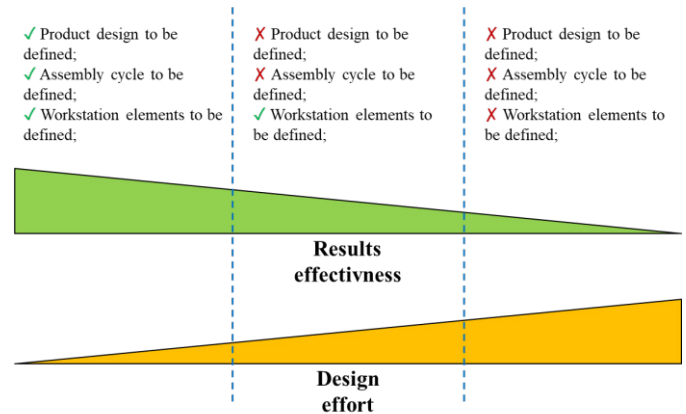 ✓ Product design to be
defined;
✓ Assembly cycle to be
defined;
✓ Workstation elements to be
defined;
✗ Product design to be
defined;
✗ Assembly cycle to be
defined;
✓ Workstation elements to
be defined;
✗ Product design to be
defined;
✗ Assembly cycle to be
defined;
✗ Workstation elements to
be defined;
Results
effectivness
Design
effort